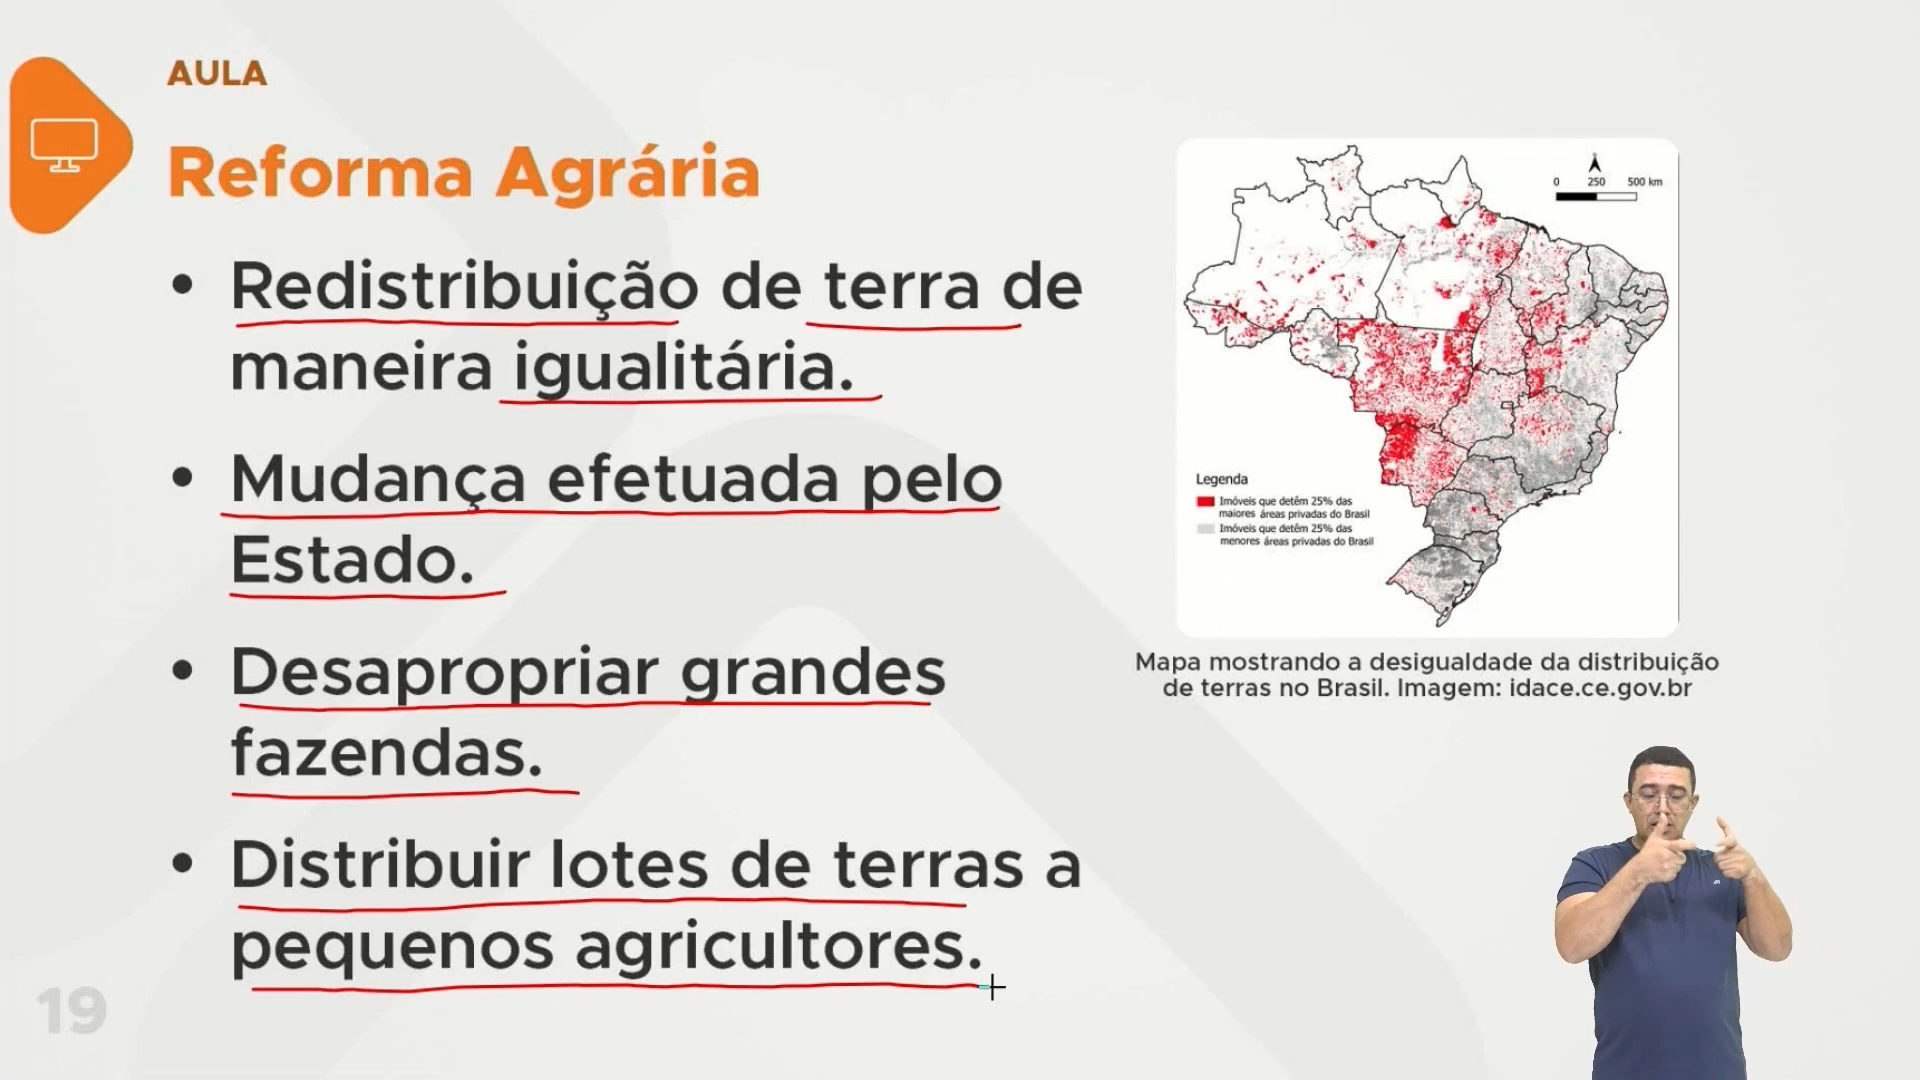 AULA
Reforma Agrária
• Redistribuição de terra de
maneira igualitária.
• Mudança efetuada pelo
Estado.
• Desapropriar grandes
fazendas.
• Distribuir lotes de terras a
pequenos agricultores.
19
0 250 500 km
Legenda
Imóveis que detêm 25% das
maiores áreas privadas do Brasil
Imóveis que detêm 25% das
menores áreas privadas do Brasil
Mapa mostrando a desigualdade da distribuição
de terras no Brasil. Imagem: idace.ce.gov.br